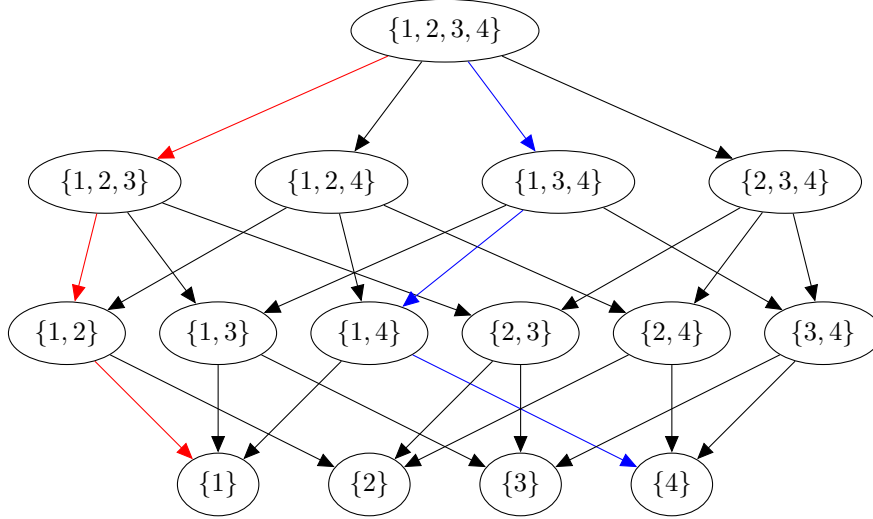 {1, 2, 3, 4}
{1, 2, 3} {1, 2, 4} {1, 3, 4} {2, 3, 4}
{1, 2} {1, 3} {1, 4} {2, 3} {2, 4} {3, 4}
{1} {2} {3} {4}